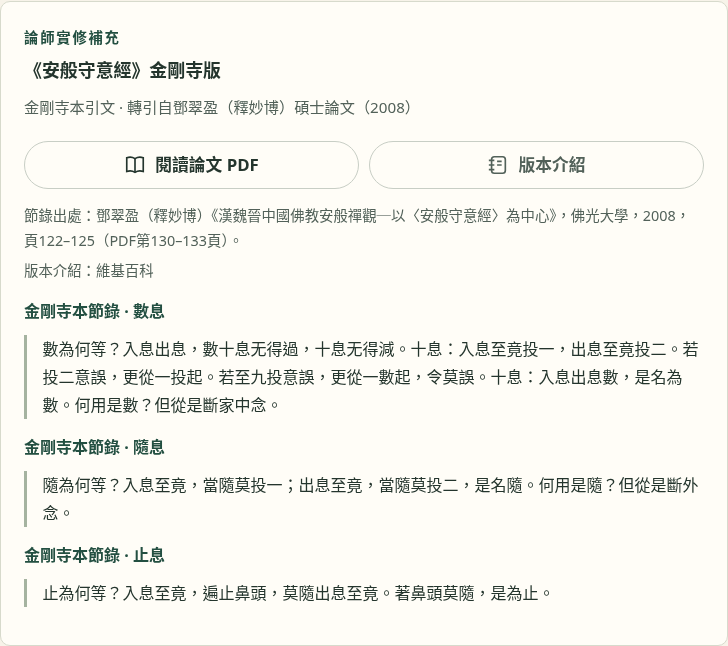 論師實修補充
《安般守意經》金剛寺版
金剛寺本引文 · 轉引自鄧翠盈（釋妙博）碩士論文（2008）
閱讀論文 PDF
版本介紹
節錄出處：鄧翠盈（釋妙博）《漢魏晉中國佛教安般禪觀─以〈安般守意經〉為中心》，佛光大學，2008，
頁122–125（PDF第130–133頁）。
版本介紹：維基百科
金剛寺本節錄 · 數息
數為何等？入息出息，數十息无得過，十息无得減。十息：入息至竟投一，出息至竟投二。若
投二意誤，更從一投起。若至九投意誤，更從一數起，令莫誤。十息：入息出息數，是名為
數。何用是數？但從是斷家中念。
金剛寺本節錄 · 隨息
隨為何等？入息至竟，當隨莫投一；出息至竟，當隨莫投二，是名隨。何用是隨？但從是斷外
念。
金剛寺本節錄 · 止息
止為何等？入息至竟，遍止鼻頭，莫隨出息至竟。著鼻頭莫隨，是為止。